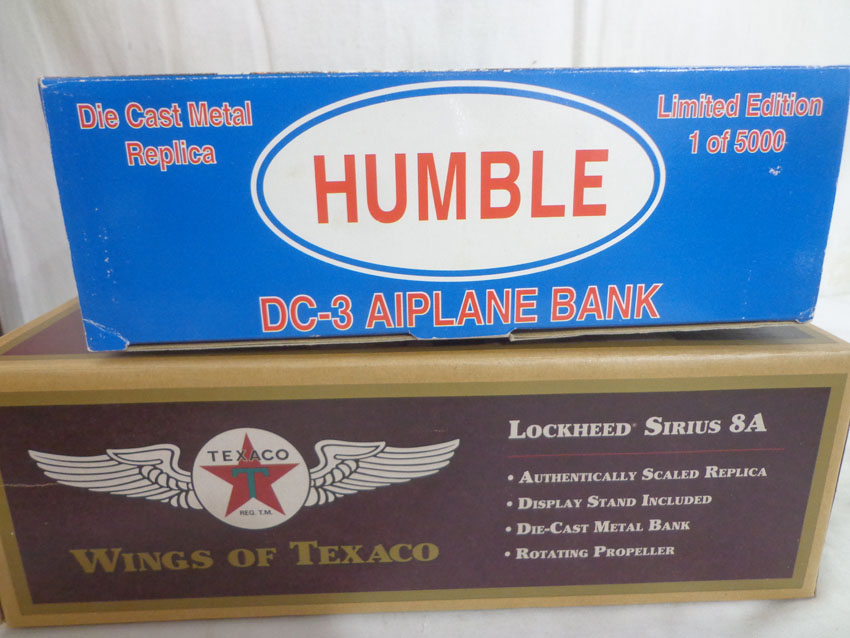 Die Cast Metal
Replica
HUMBLE
Limited Edition
1 of 5000
DC-3 AIPLANE BANK
TEXACO
T
REG. T.M.
WINGS OF TEXACO
LOCKHEED® SIRIUS 8A
• AUTHENTICALLY SCALED REPLICA
• DISPLAY STAND INCLUDED
• DIE-CAST METAL BANK
• ROTATING PROPELLER